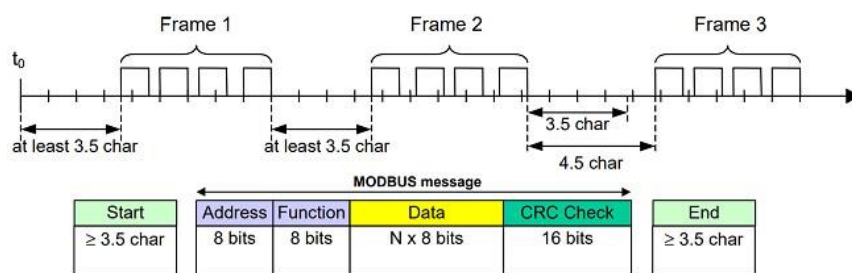 Frame 1 Frame 2 Frame 3
t0
at least 3.5 char at least 3.5 char 3.5 char
4.5 char
MODBUS message
Start Address Function Data CRC Check End
≥ 3.5 char 8 bits 8 bits N x 8 bits 16 bits ≥ 3.5 char